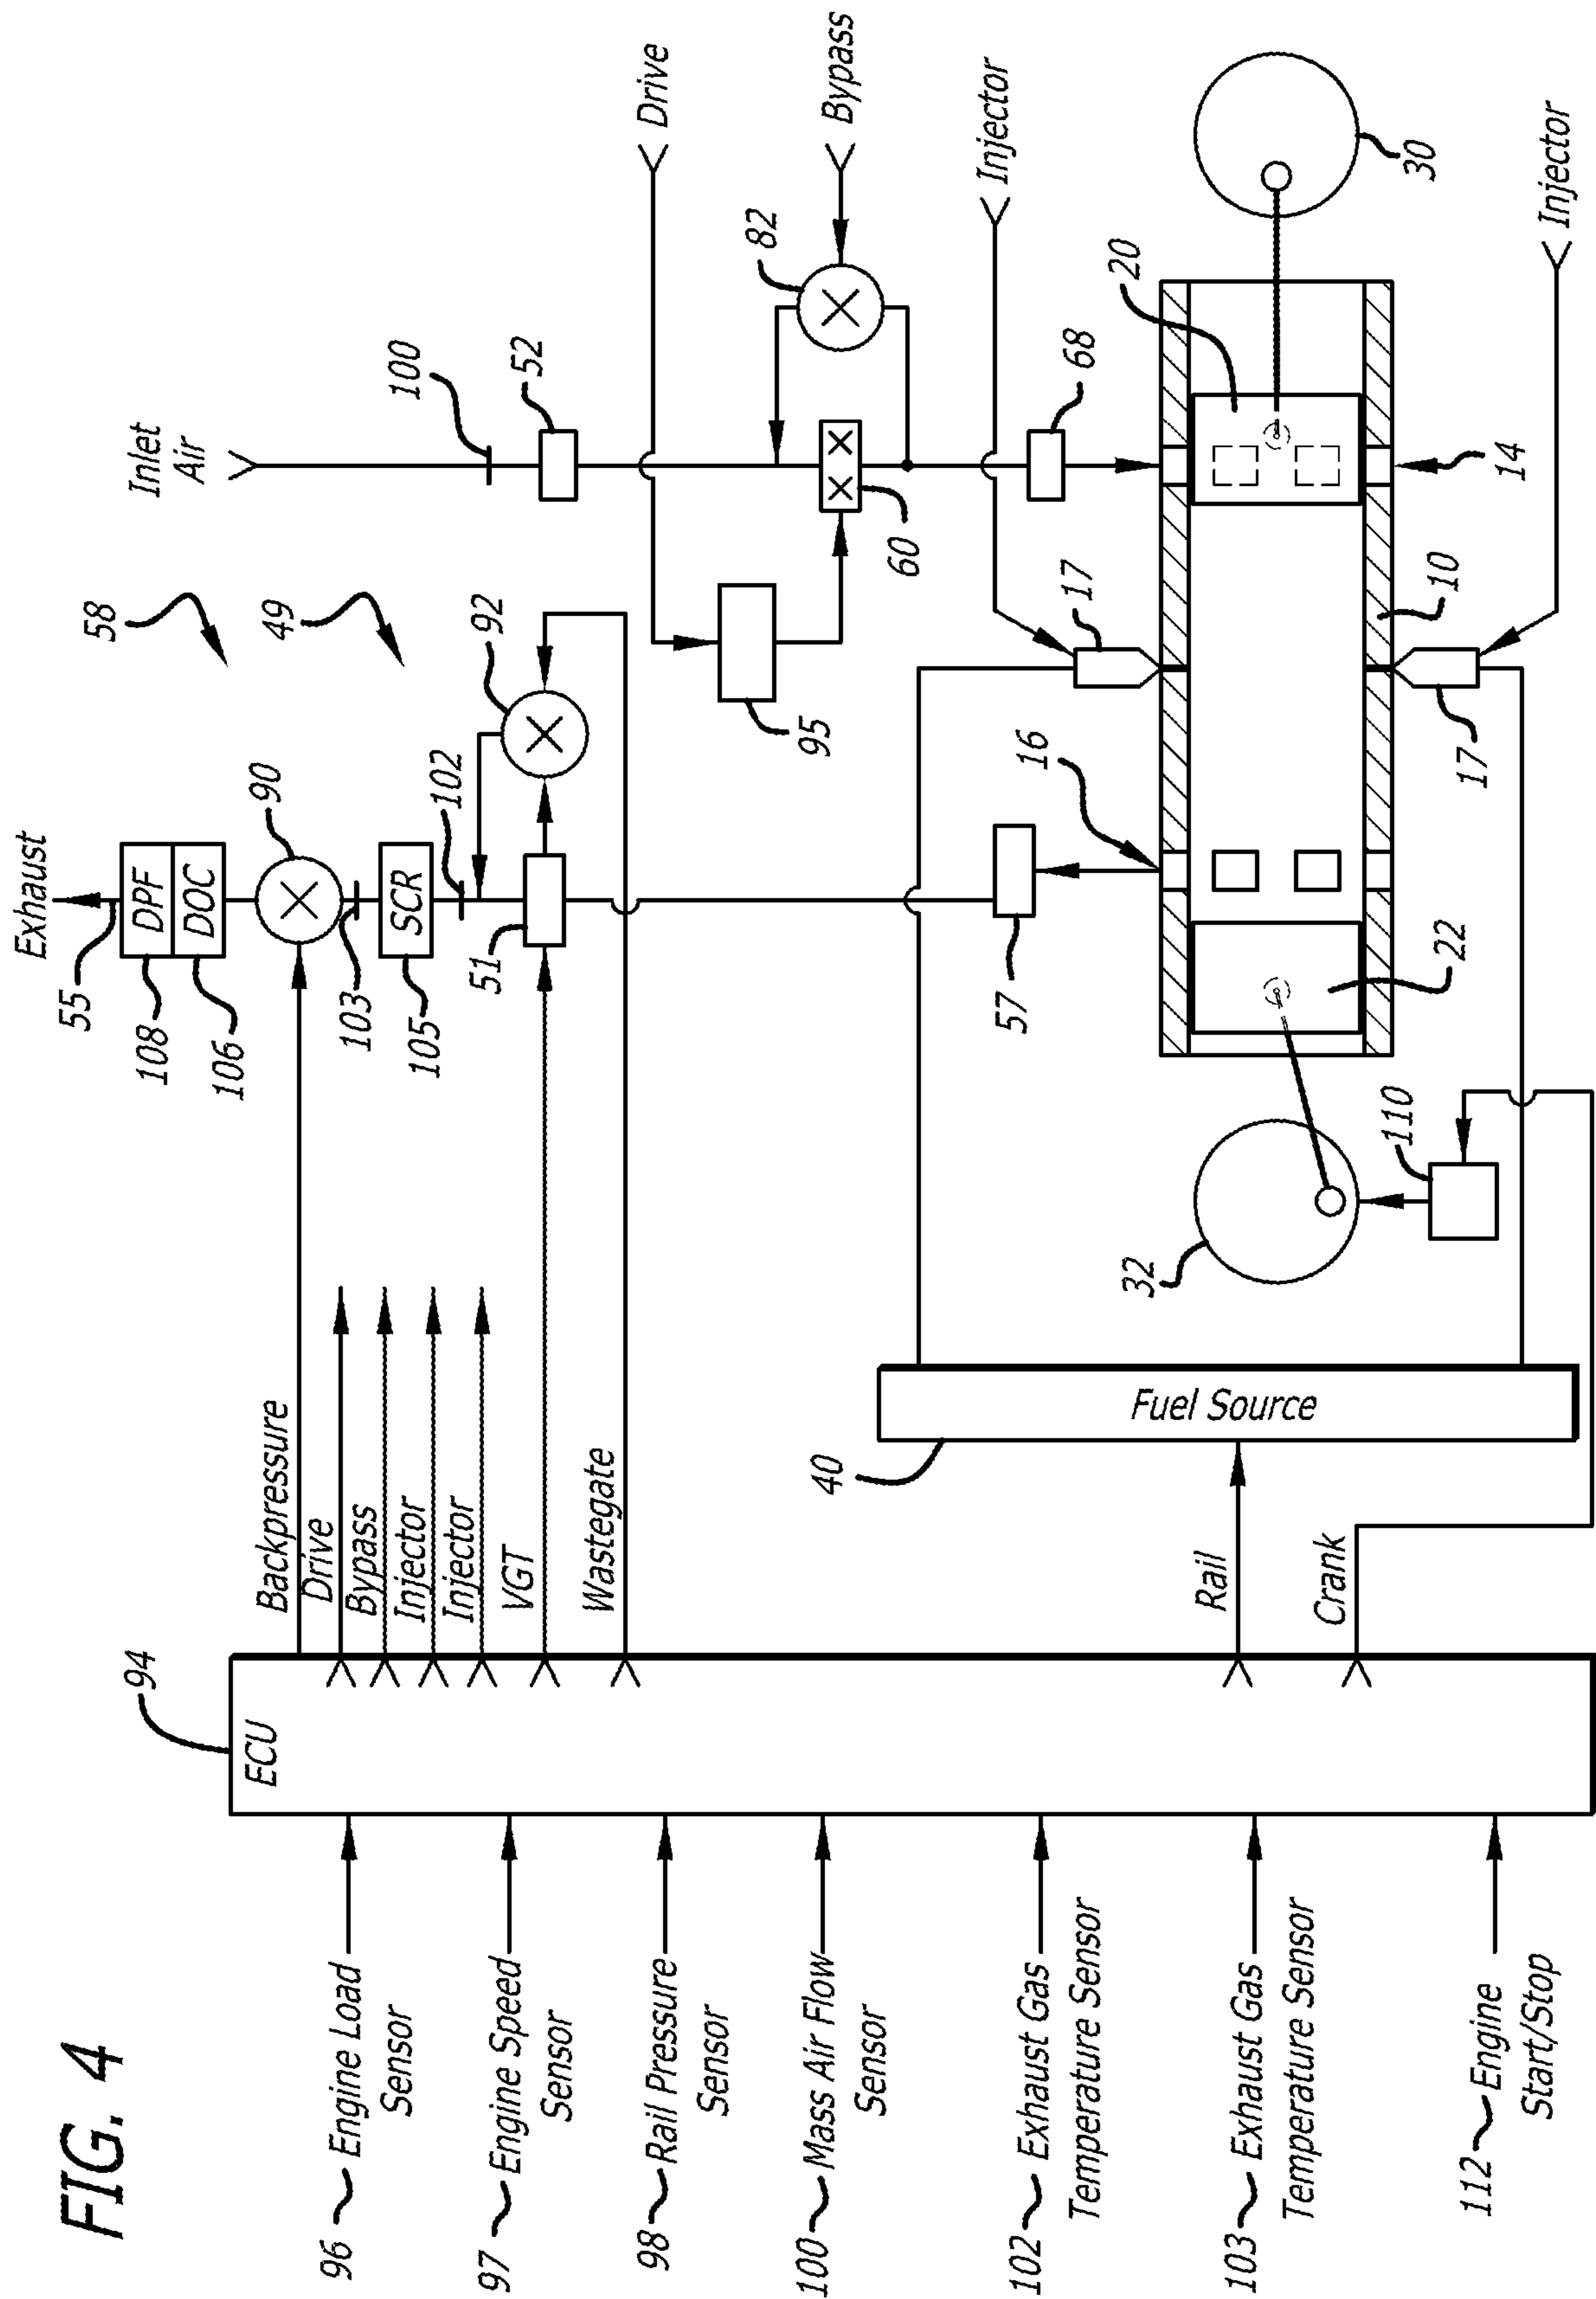 FIG. 4
96
Engine Load
Sensor
97
Engine Speed
Sensor
98
Rail Pressure
Sensor
100
Mass Air Flow
Sensor
102
Exhaust Gas
Temperature Sensor
103
Exhaust Gas
Temperature Sensor
112
Engine
Start/Stop
94
ECU
Backpressure
Drive
Bypass
Injector
Injector
VGT
Wastegate
Rail
Crank
40
Fuel Source
Exhaust
55
DPF
DOC
108
106
90
103
SCR
105
102
51
92
58
49
57
16
32
110
22
Inlet
Air
100
52
Drive
95
60
82
Bypass
68
Injector
17
20
10
14
17
30
Injector